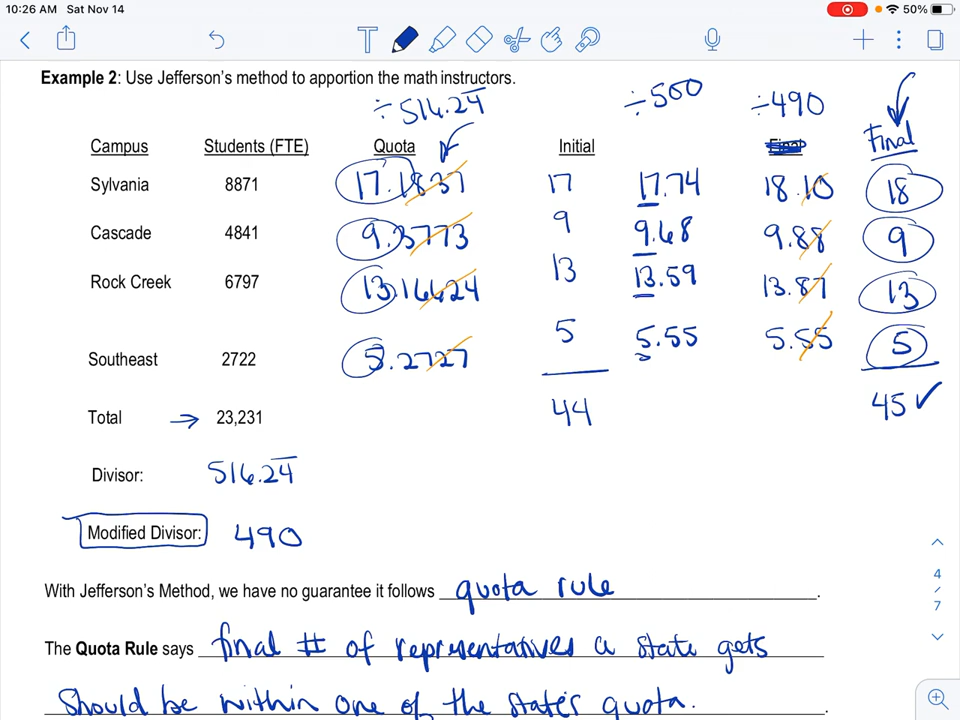 10:26 AM Sat Nov 14 50%
Example 2: Use Jefferson's method to apportion the math instructors.
÷516.24 ÷500 ÷490 Final
Campus Students (FTE) Quota Initial
Sylvania 8871 17.1837 17 17.74 18.10 18
Cascade 4841 9.3773 9 9.68 9.88 9
Rock Creek 6797 13.16624 13 13.59 13.87 13
Southeast 2722 5.2727 5 5.55 5.55 5
Total → 23,231 44 45 ✓
Divisor: 516.24
Modified Divisor: 490
With Jefferson's Method, we have no guarantee it follows quota rule.
The Quota Rule says final # of representatives a state gets
should be within one of the state's quota.
4
/
7